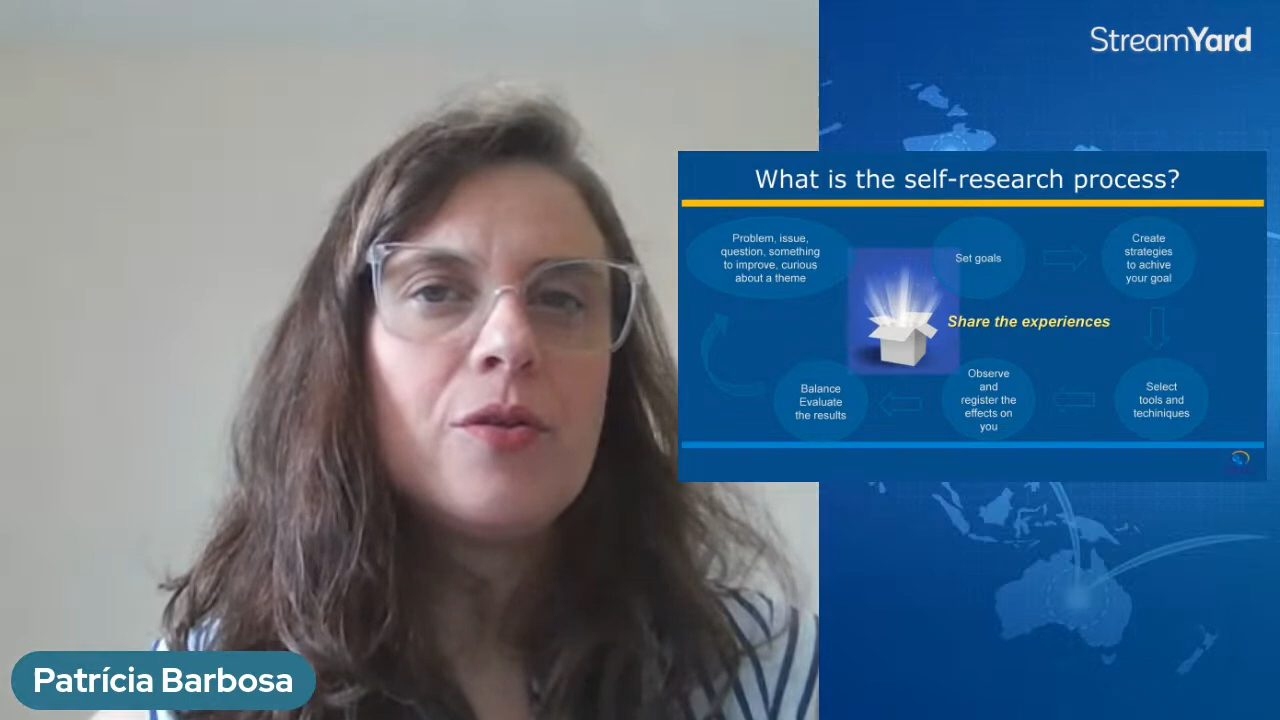 StreamYard
What is the self-research process?
Problem, issue,
question, something
to improve, curious
about a theme
Set goals
Create
strategies
to achive
your goal
Share the experiences
Balance
Evaluate
the results
Observe
and
register the
effects on
you
Select
tools and
techiniques
Patrícia Barbosa